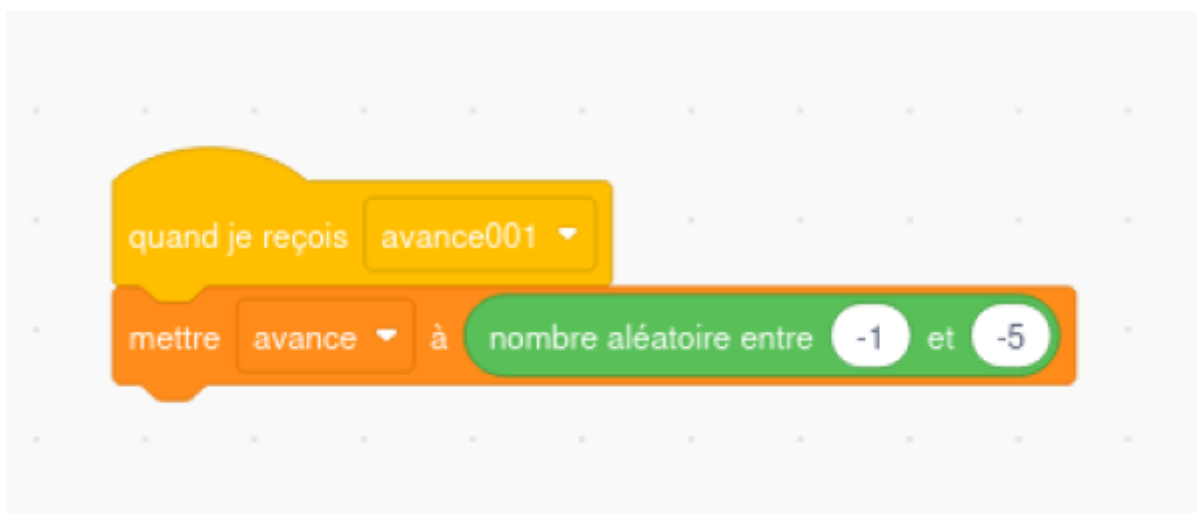 quand je reçois avance001
mettre avance à nombre aléatoire entre -1 et -5